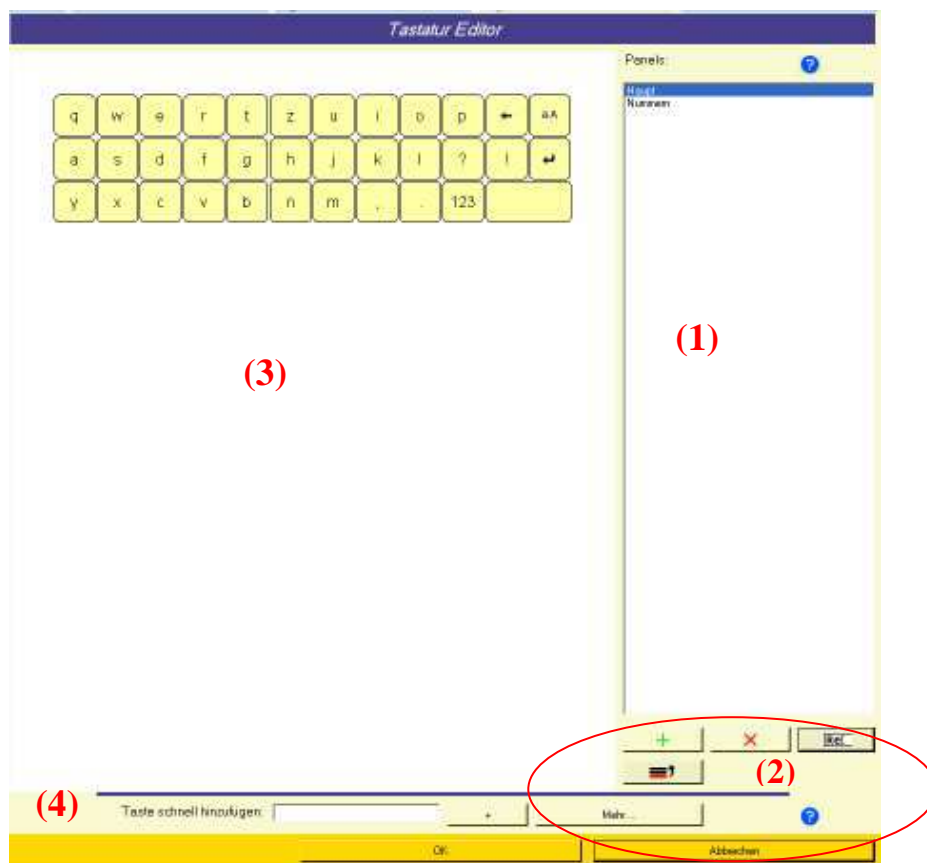 Tastatur Editor
Panels:
Haupt
Nummern
q w e r t z u i o p aA
a s d f g h j k l ? !
y x c v b n m , . 123
(1)
(3)
(2)
(4)
Taste schnell hinzufügen: + Mehr...
OK Abbrechen